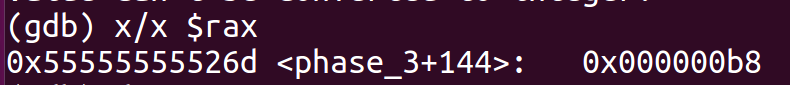 (gdb) x/x $rax
0x55555555526d <phase_3+144>: 0x000000b8